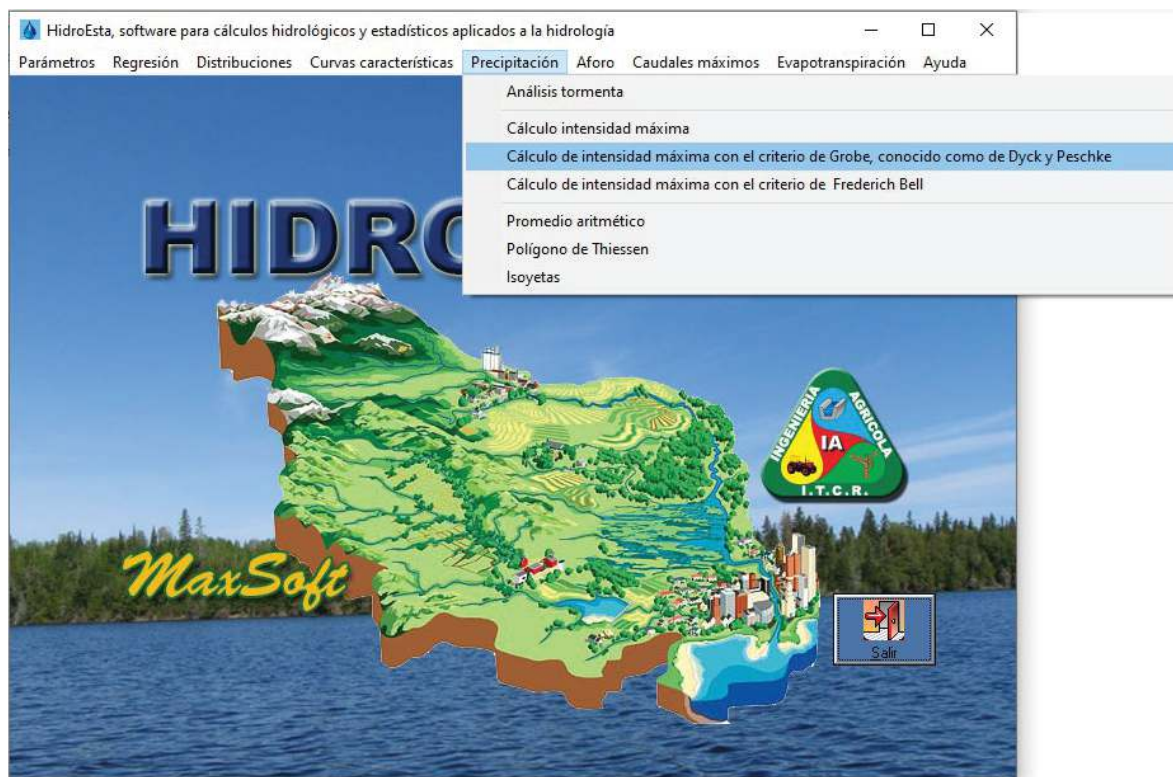 HidroEsta, software para cálculos hidrológicos y estadísticos aplicados a la hidrología
Parámetros Regresión Distribuciones Curvas características Precipitación Aforo Caudales máximos Evapotranspiración Ayuda
Análisis tormenta
Cálculo intensidad máxima
Cálculo de intensidad máxima con el criterio de Grobe, conocido como de Dyck y Peschke
Cálculo de intensidad máxima con el criterio de Frederich Bell
Promedio aritmético
Polígono de Thiessen
Isoyetas
HIDRO
INGENIERIA AGRICOLA
IA
I.T.C.R.
MaxSoft
Salir